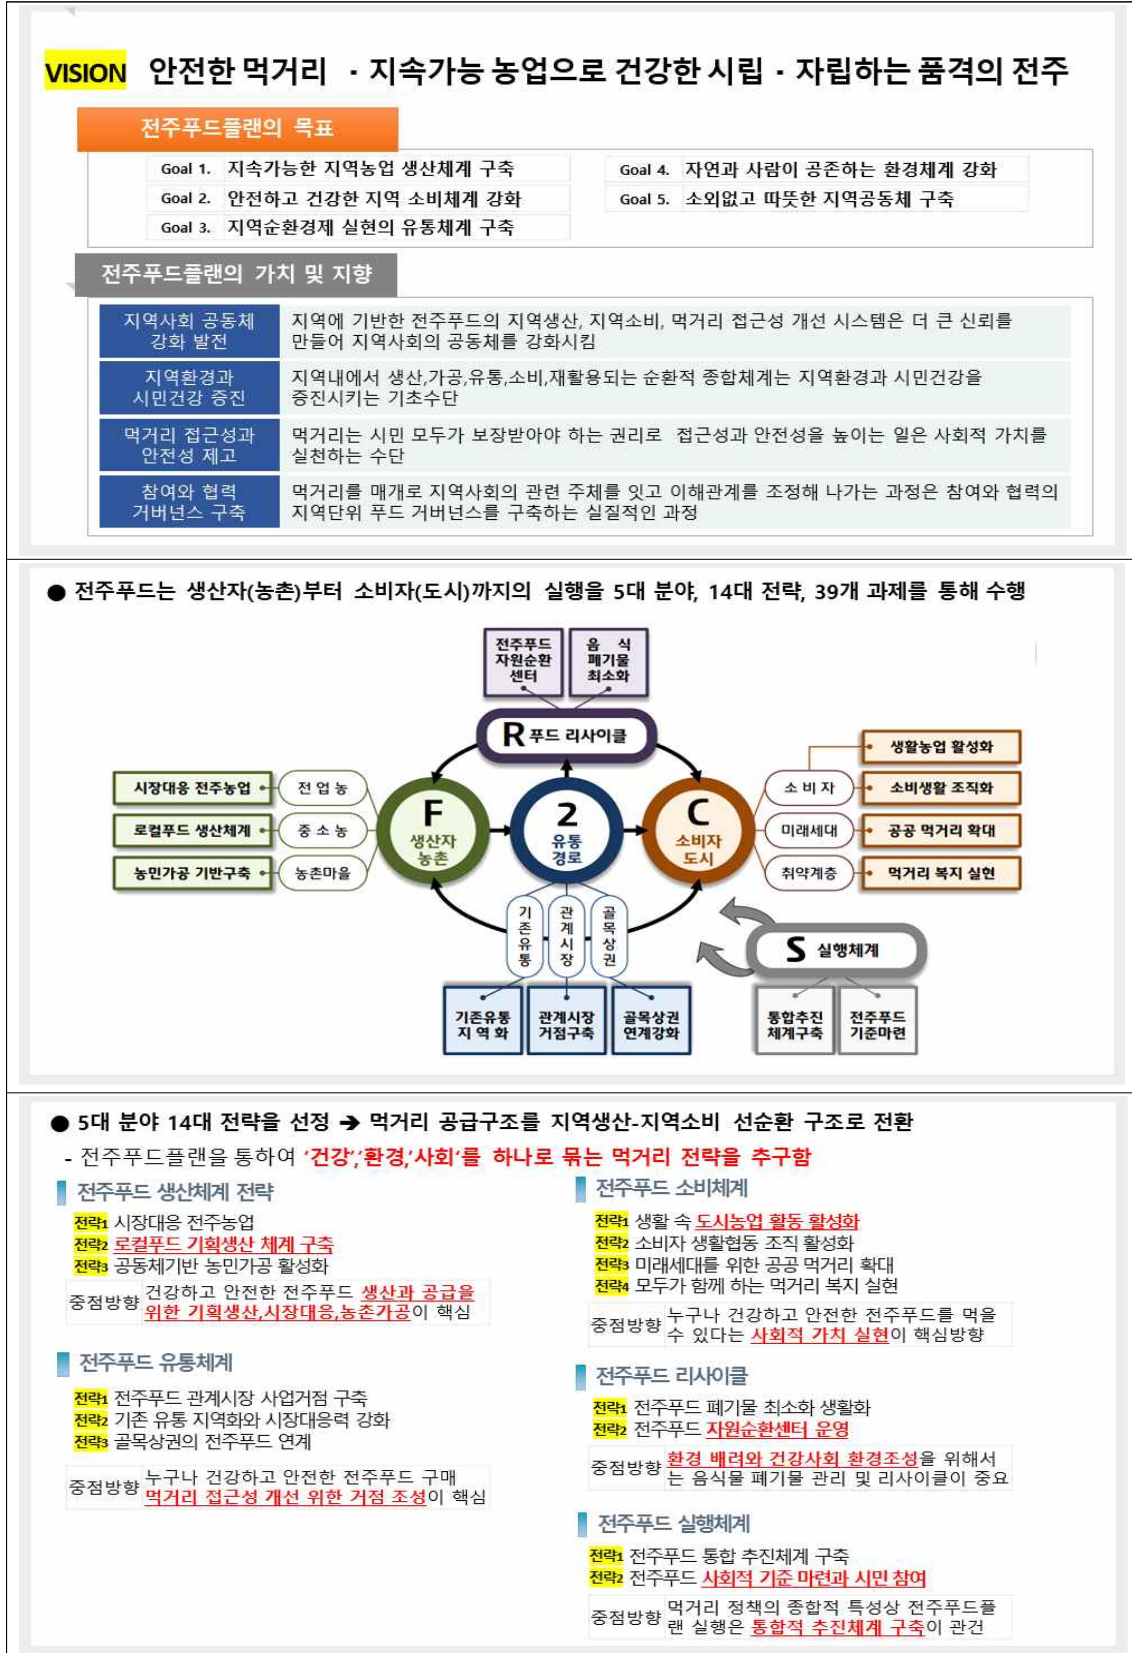 VISION 안전한 먹거리 · 지속가능 농업으로 건강한 시립 · 자립하는 품격의 전주
전주푸드플랜의 목표
Goal 1. 지속가능한 지역농업 생산체계 구축
Goal 2. 안전하고 건강한 지역 소비체계 강화
Goal 3. 지역순환경제 실현의 유통체계 구축
Goal 4. 자연과 사람이 공존하는 환경체계 강화
Goal 5. 소외없고 따뜻한 지역공동체 구축
전주푸드플랜의 가치 및 지향
지역사회 공동체
강화 발전
지역에 기반한 전주푸드의 지역생산, 지역소비, 먹거리 접근성 개선 시스템은 더 큰 신뢰를
만들어 지역사회의 공동체를 강화시킴
지역환경과
시민건강 증진
지역내에서 생산,가공,유통,소비,재활용되는 순환적 종합체계는 지역환경과 시민건강을
증진시키는 기초수단
먹거리 접근성과
안전성 제고
먹거리는 시민 모두가 보장받아야 하는 권리로 접근성과 안전성을 높이는 일은 사회적 가치를
실천하는 수단
참여와 협력
거버넌스 구축
먹거리를 매개로 지역사회의 관련 주체를 잇고 이해관계를 조정해 나가는 과정은 참여와 협력의
지역단위 푸드 거버넌스를 구축하는 실질적인 과정
● 전주푸드는 생산자(농촌)부터 소비자(도시)까지의 실행을 5대 분야, 14대 전략, 39개 과제를 통해 수행
전주푸드
자원순환
센터
음 식
폐기물
최소화
R 푸드 리사이클
시장대응 전주농업
전 업 농
로컬푸드 생산체계
중 소 농
농민가공 기반구축
농촌마을
F
생산자
농촌
2
유통
경로
C
소비자
도시
생활농업 활성화
소 비 자
소비생활 조직화
미래세대
공공 먹거리 확대
취약계층
먹거리 복지 실현
기존유통
관계시장
골목상권
기존유통
지 역 화
관계시장
거점구축
골목상권
연계강화
S 실행체계
통합추진
체계구축
전주푸드
기준마련
● 5대 분야 14대 전략을 선정 ➔ 먹거리 공급구조를 지역생산-지역소비 선순환 구조로 전환
- 전주푸드플랜을 통하여 '건강','환경,'사회'를 하나로 묶는 먹거리 전략을 추구함
전주푸드 생산체계 전략
전략1 시장대응 전주농업
전략2 로컬푸드 기획생산 체계 구축
전략3 공동체기반 농민가공 활성화
중점방향
건강하고 안전한 전주푸드 생산과 공급을
위한 기획생산,시장대응,농촌가공이 핵심
전주푸드 유통체계
전략1 전주푸드 관계시장 사업거점 구축
전략2 기존 유통 지역화와 시장대응력 강화
전략3 골목상권의 전주푸드 연계
중점방향
누구나 건강하고 안전한 전주푸드 구매
먹거리 접근성 개선 위한 거점 조성이 핵심
전주푸드 소비체계
전략1 생활 속 도시농업 활동 활성화
전략2 소비자 생활협동 조직 활성화
전략3 미래세대를 위한 공공 먹거리 확대
전략4 모두가 함께 하는 먹거리 복지 실현
중점방향
누구나 건강하고 안전한 전주푸드를 먹을
수 있다는 사회적 가치 실현이 핵심방향
전주푸드 리사이클
전략1 전주푸드 폐기물 최소화 생활화
전략2 전주푸드 자원순환센터 운영
중점방향
환경 배려와 건강사회 환경조성을 위해서
는 음식물 폐기물 관리 및 리사이클이 중요
전주푸드 실행체계
전략1 전주푸드 통합 추진체계 구축
전략2 전주푸드 사회적 기준 마련과 시민 참여
중점방향
먹거리 정책의 종합적 특성상 전주푸드플
랜 실행은 통합적 추진체계 구축이 관건